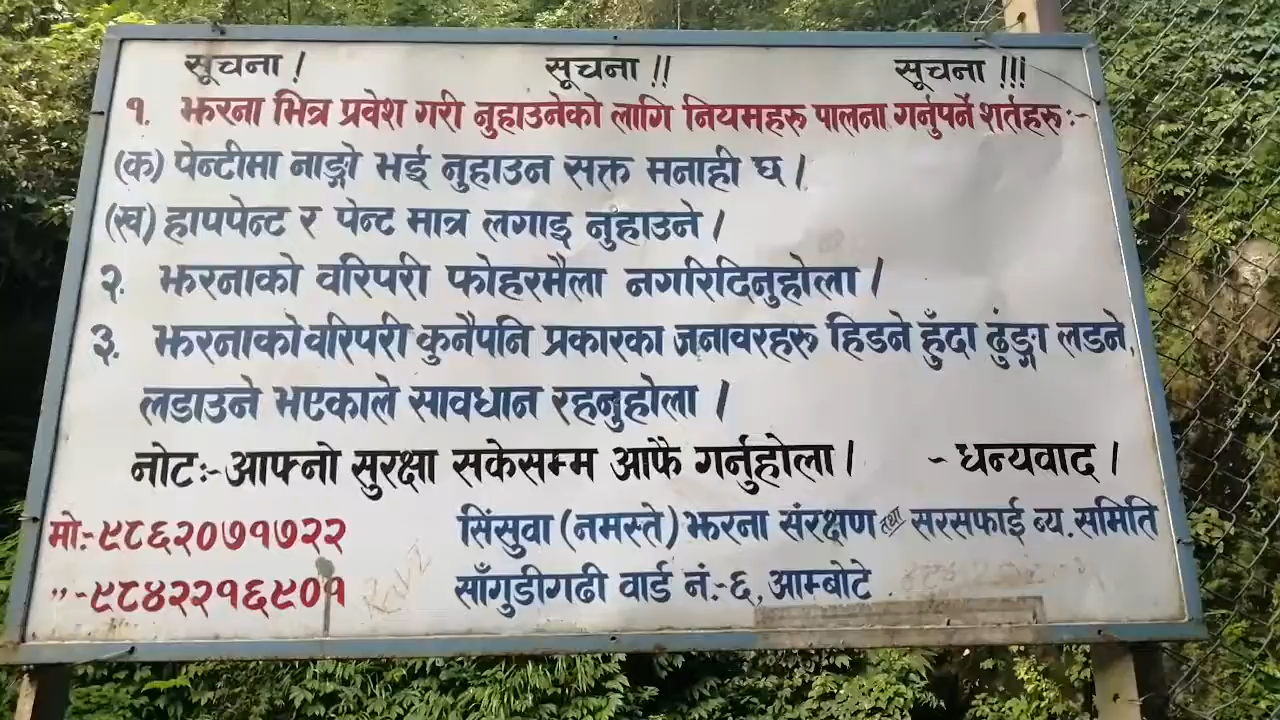 सूचना ! सूचना !! सूचना !!!
१. झरना भित्र प्रवेश गरी नुहाउनेको लागि नियमहरू पालना गर्नुपर्ने शर्तहरू :-
(क) पेन्टीमा नाङ्गो भई नुहाउन सक्त मनाही छ ।
(ख) हाफपेन्ट र पेन्ट मात्र लगाइ नुहाउने ।
२. झरनाको वरिपरी फोहरमैला नगरिदिनुहोला ।
३. झरनाको वरिपरी कुनैपनि प्रकारका जनावरहरू हिडने हुँदा ढुंङ्गा लडने,
लडाउने भएकाले सावधान रहनुहोला ।
नोटः- आफ्नो सुरक्षा सकेसम्म आफै गर्नुहोला । - धन्यवाद ।
मो:- ९८६२०७१७२२ सिंसुवा (नमस्ते) झरना संरक्षण तथा सरसफाई व्य. समिति
" - ९८४२२१६९०१ साँगुडीगढी वार्ड नं.-६, आम्बोटे